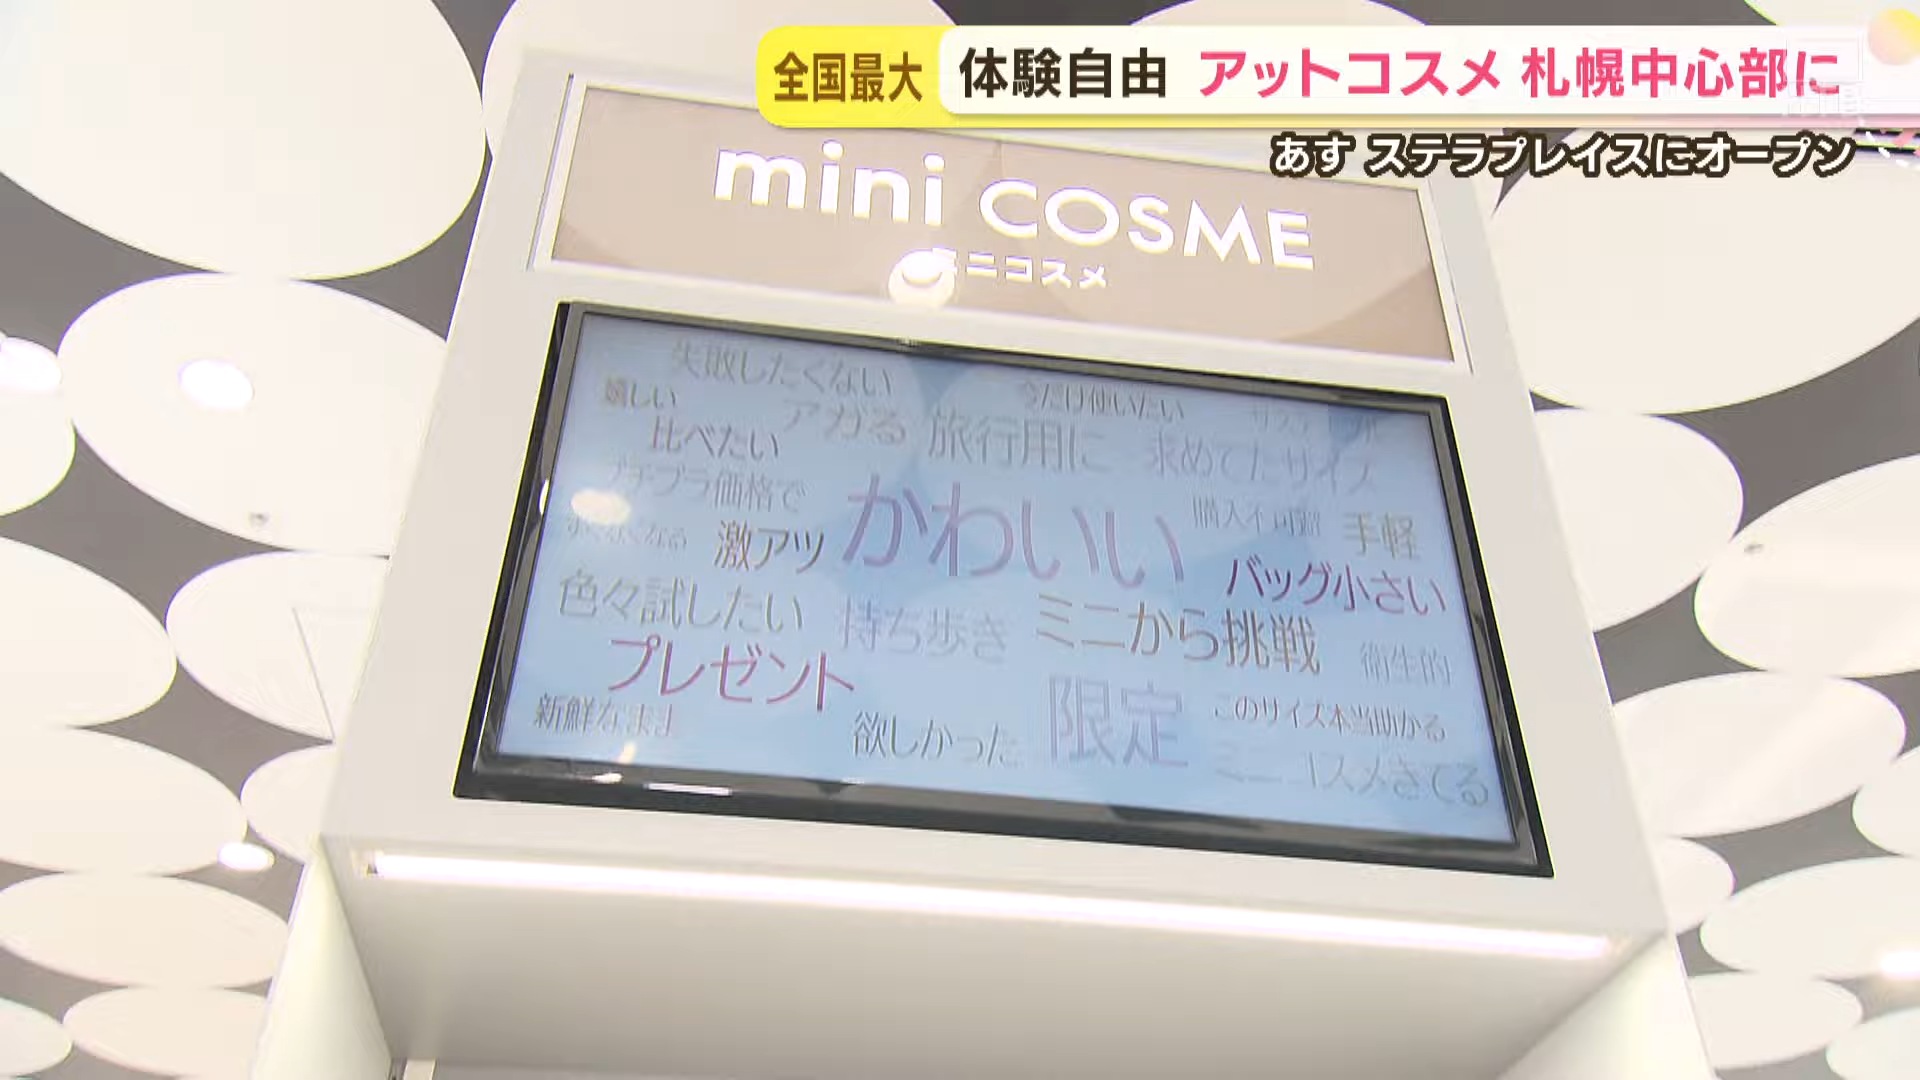 全国最大 体験自由 アットコスメ 札幌中心部に
あす ステラプレイスにオープン
mini COSME
ミニコスメ
失敗したくない
今だけ使いたい
嬉しい
アガる
旅行用に
比べたい
求めてたサイズ
プチプラ価格で
かわいい
購入不可避
手軽
激アツ
バッグ小さい
色々試したい
持ち歩き
ミニから挑戦
衛生的
プレゼント
限定
このサイズ本当助かる
新鮮なまま
欲しかった
ミニコスメきてる